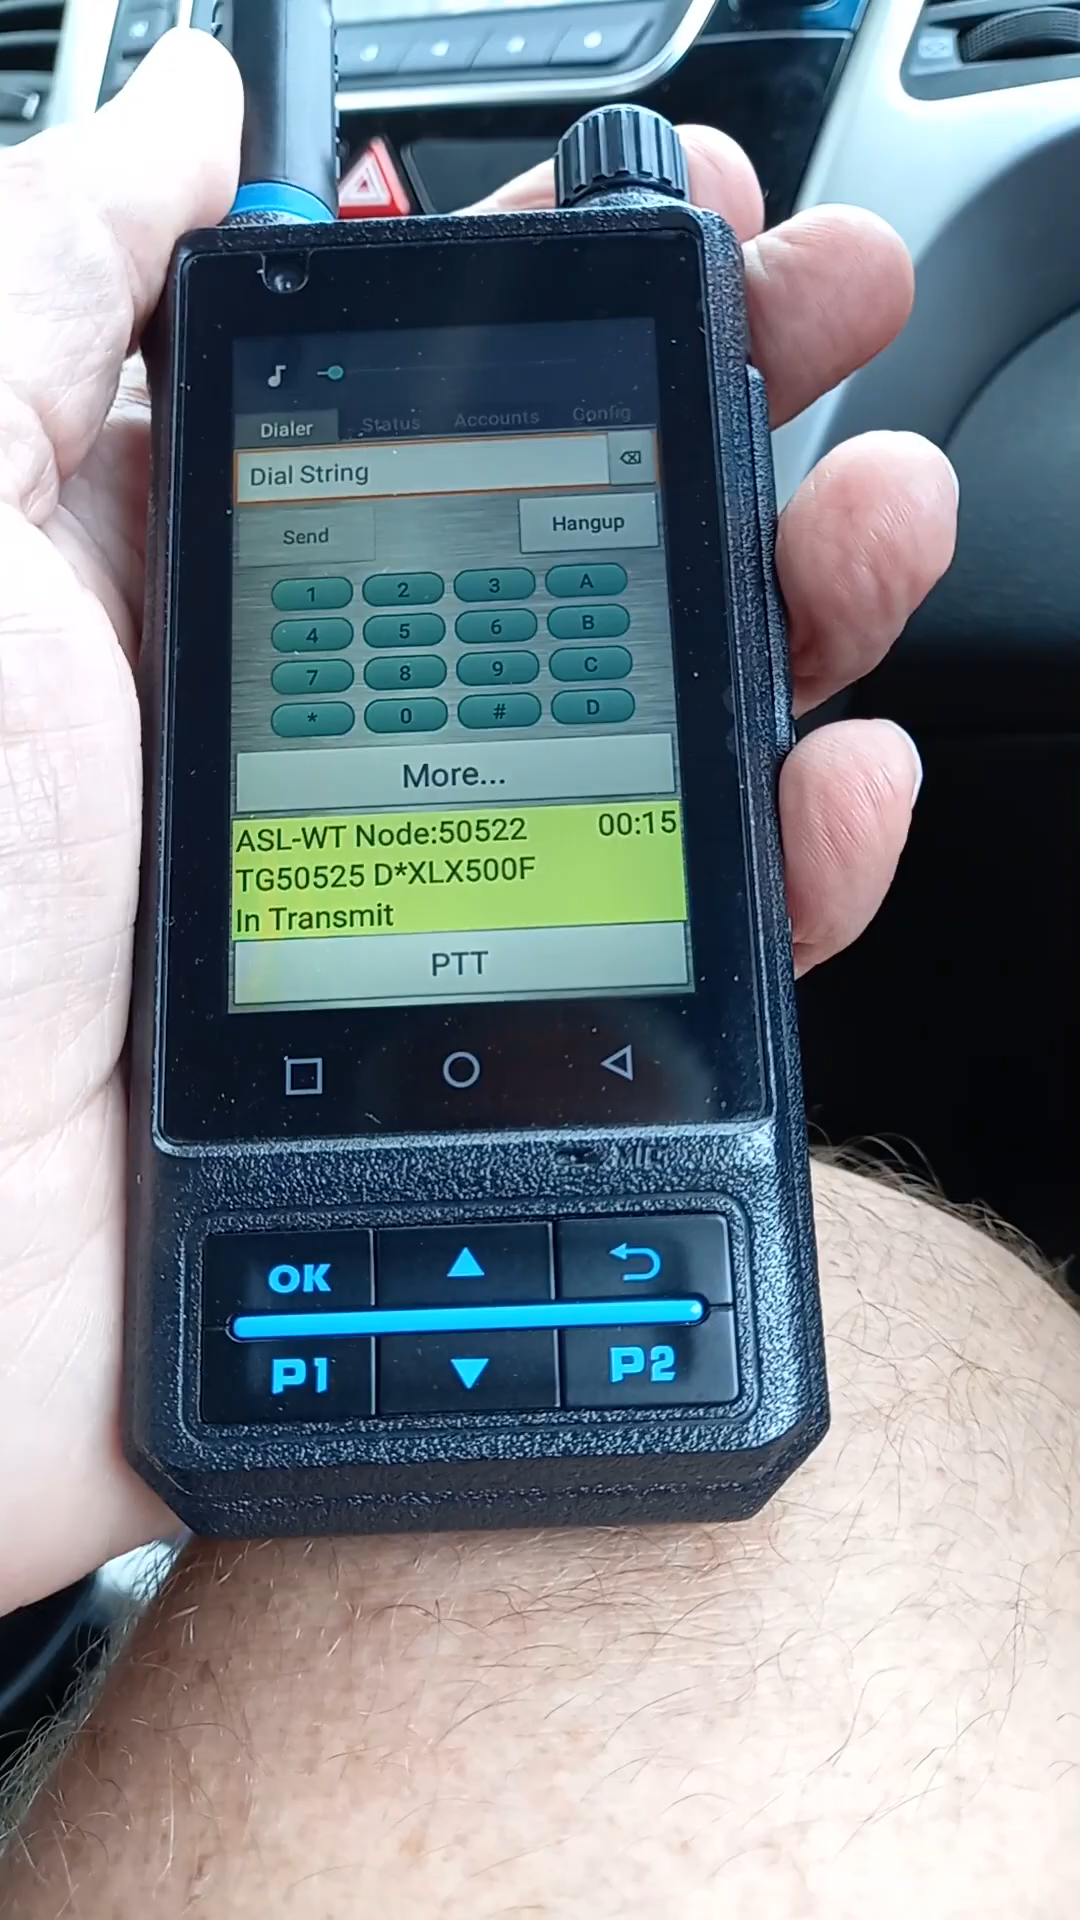 Dialer Status Accounts Config
Dial String
Send Hangup
1 2 3 A
4 5 6 B
7 8 9 C
* 0 # D
More...
ASL-WT Node:50522 00:15
TG50525 D*XLX500F
In Transmit
PTT
MIC
OK
P1 P2